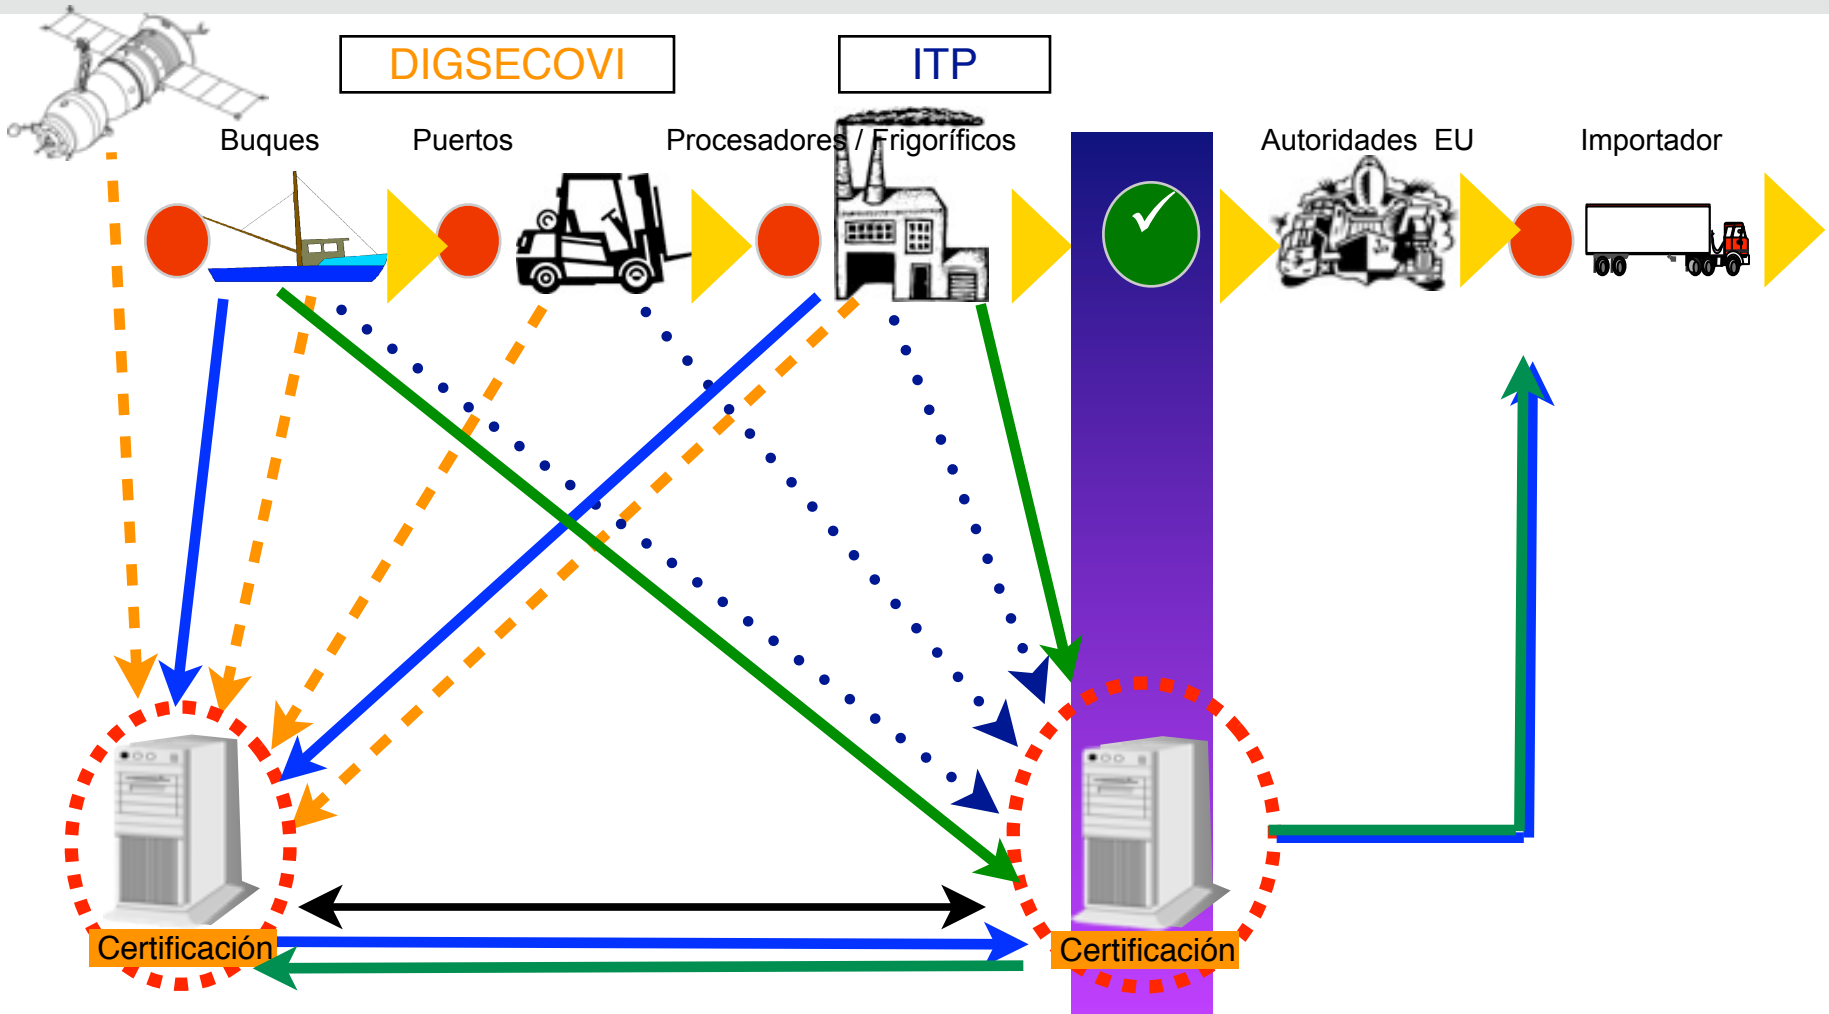 DIGSECOVI
ITP
Buques
Puertos
Procesadores / Frigoríficos
Autoridades EU
Importador
Certificación
Certificación